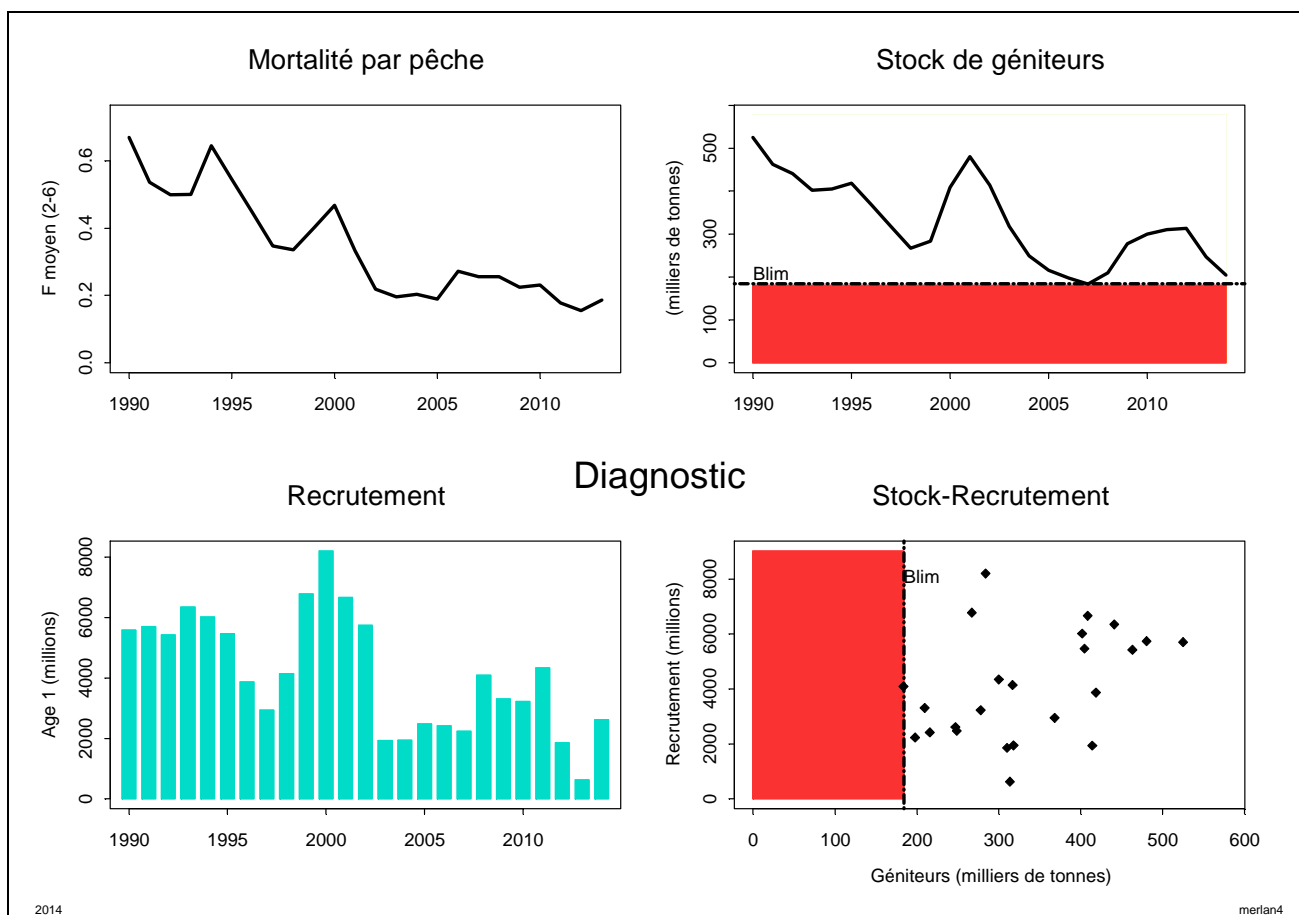 Mortalité par pêche
F moyen (2-6)
0.0 0.2 0.4 0.6
1990 1995 2000 2005 2010
Stock de géniteurs
(milliers de tonnes)
0 100 300 500
Blim
1990 1995 2000 2005 2010
Diagnostic
Recrutement
Age 1 (millions)
0 2000 4000 6000 8000
1990 1995 2000 2005 2010
Stock-Recrutement
Recrutement (millions)
0 2000 4000 6000 8000
Blim
0 100 200 300 400 500 600
Géniteurs (milliers de tonnes)
2014
merlan4